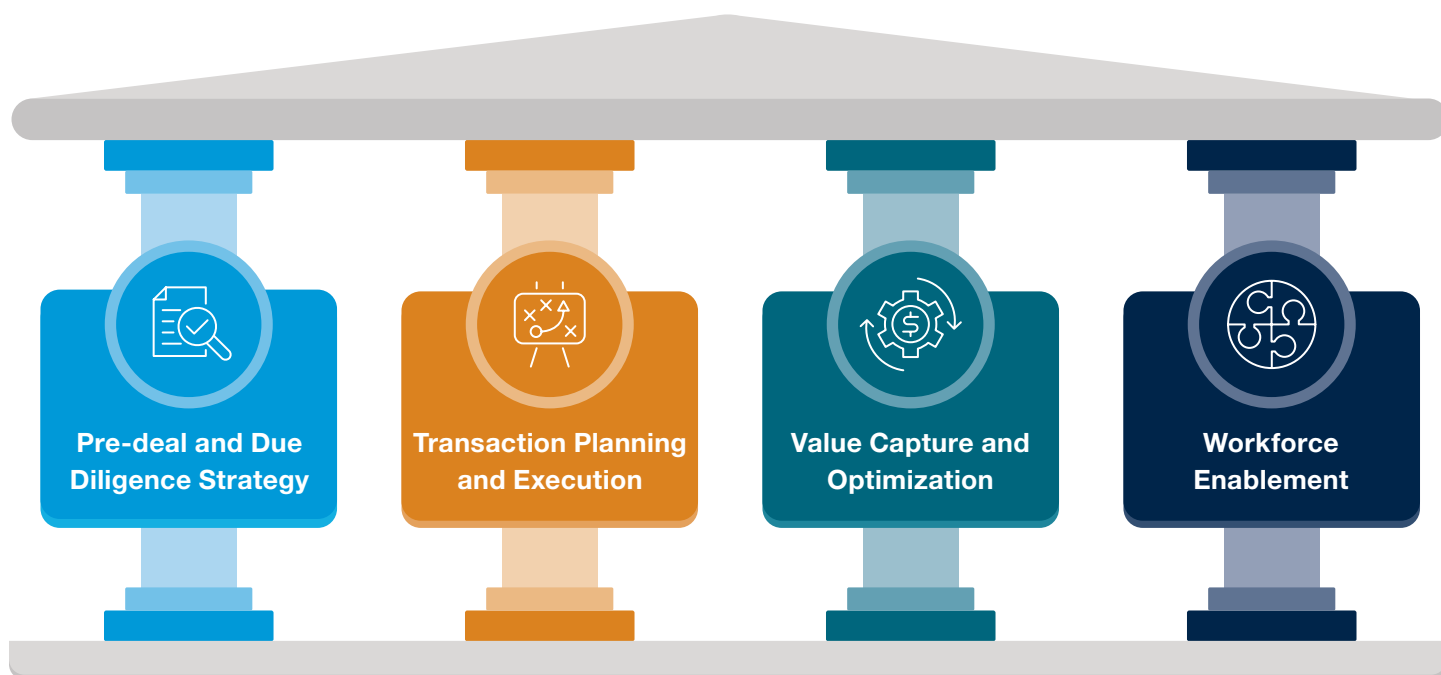 Pre-deal and Due
Diligence Strategy
Transaction Planning
and Execution
Value Capture and
Optimization
Workforce
Enablement